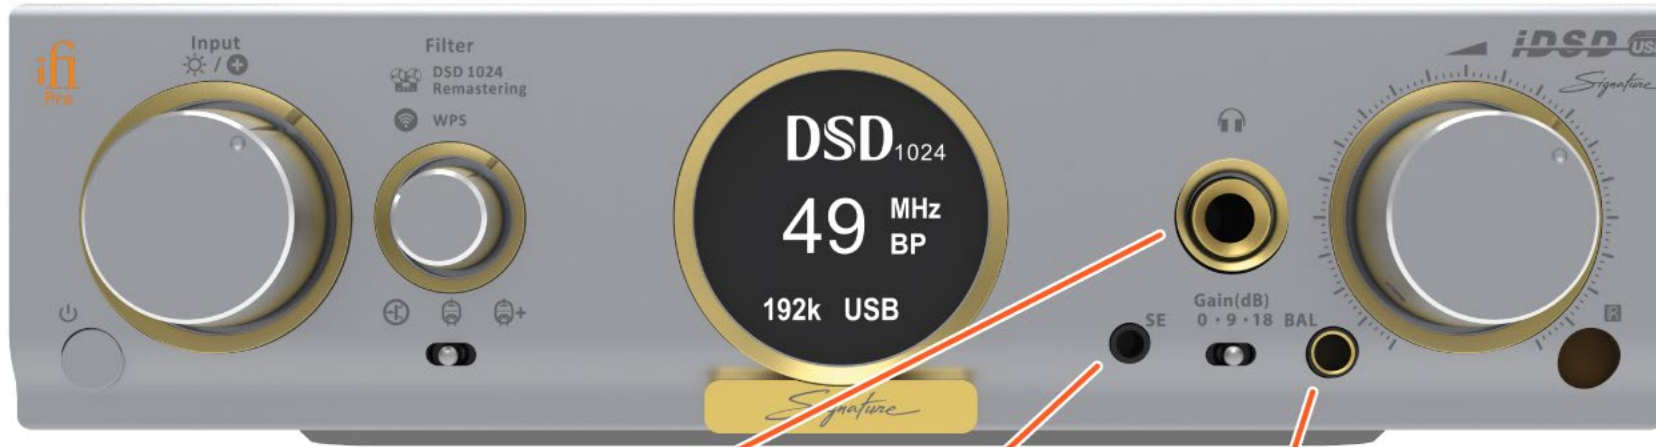 ifi
Pro
Input
/ +
Filter
DSD 1024
Remastering
WPS
DSD1024
49 MHz
BP
192k USB
Signature
SE
Gain(dB)
0 · 9 · 18 BAL
iDSD
Signature